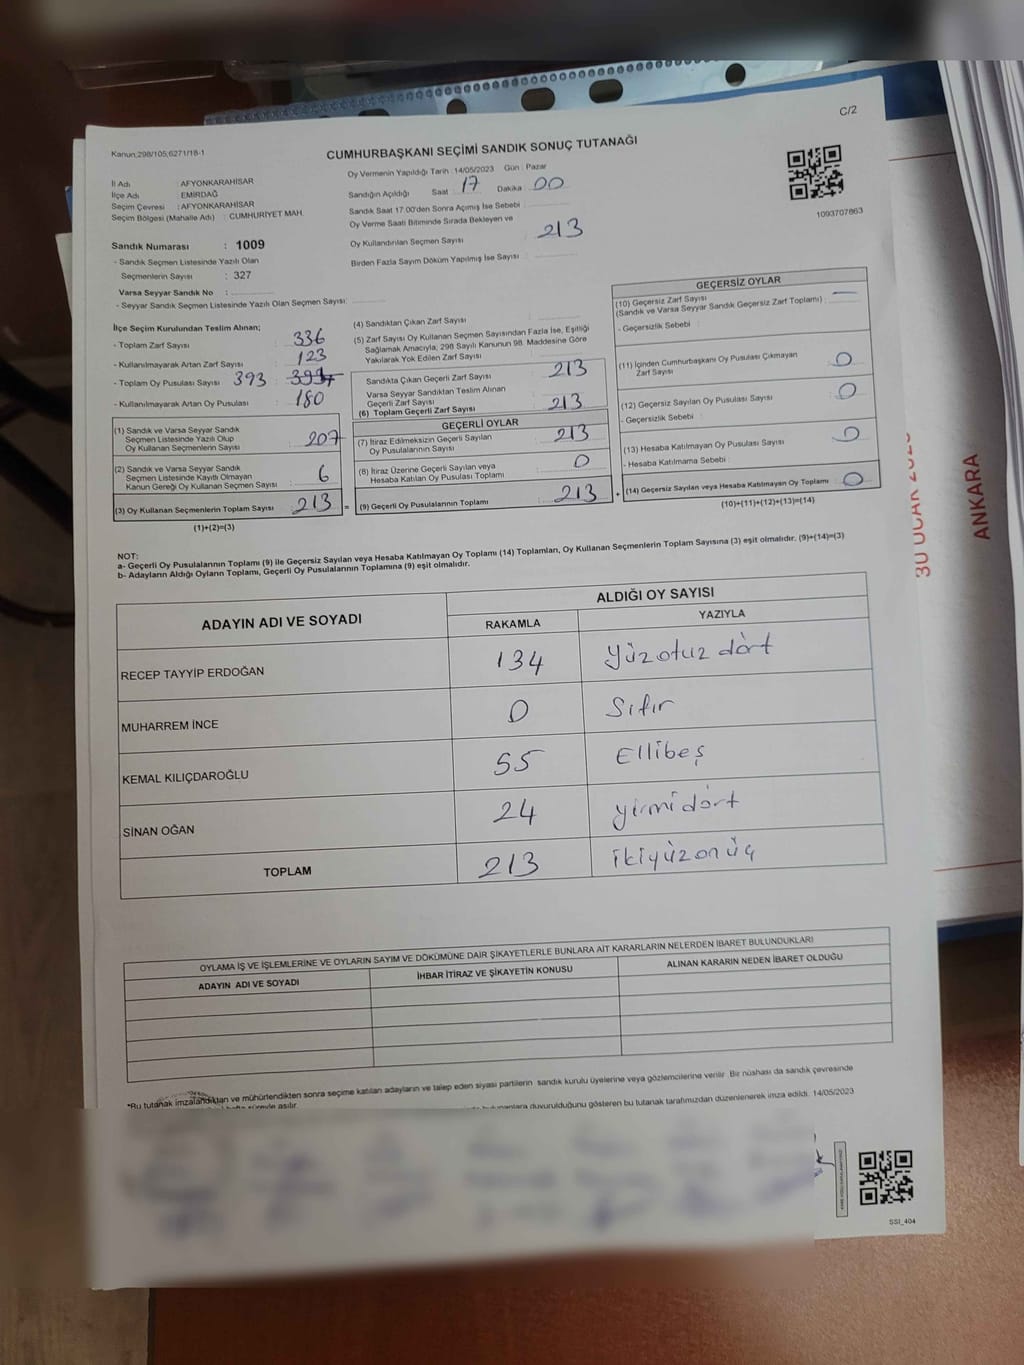 C/2
Kanun;298/105;6271/18-1
CUMHURBAŞKANI SEÇİMİ SANDIK SONUÇ TUTANAĞI
İl Adı : AFYONKARAHİSAR
İlçe Adı : EMİRDAĞ
Seçim Çevresi : AFYONKARAHİSAR
Seçim Bölgesi (Mahalle Adı) : CUMHURİYET MAH.
Sandık Numarası : 1009
- Sandık Seçmen Listesinde Yazılı Olan
Seçmenlerin Sayısı : 327
Varsa Seyyar Sandık No :
- Seyyar Sandık Seçmen Listesinde Yazılı Olan Seçmen Sayısı:
Oy Vermenin Yapıldığı Tarih : 14/05/2023 Gün : Pazar
Sandığın Açıldığı Saat : 17 Dakika : 00
Sandık Saat 17.00'den Sonra Açımış İse Sebebi :
Oy Verme Saati Bitiminde Sırada Bekleyen ve
Oy Kullandırılan Seçmen Sayısı : 213
Birden Fazla Sayım Döküm Yapılmış İse Sayısı :
1093707863
İlçe Seçim Kurulundan Teslim Alınan;
- Toplam Zarf Sayısı : 336
- Kullanılmayarak Artan Zarf Sayısı : 123
- Toplam Oy Pusulası Sayısı 393 :
- Kullanılmayarak Artan Oy Pusulası : 180
(1) Sandık ve Varsa Seyyar Sandık
Seçmen Listesinde Yazılı Olup
Oy Kullanan Seçmenlerin Sayısı : 207
(2) Sandık ve Varsa Seyyar Sandık
Seçmen Listesinde Kayıtlı Olmayan
Kanun Gereği Oy Kullanan Seçmen Sayısı : 6
(3) Oy Kullanan Seçmenlerin Toplam Sayısı : 213
(1)+(2)=(3)
(4) Sandıktan Çıkan Zarf Sayısı :
(5) Zarf Sayısı Oy Kullanan Seçmen Sayısından Fazla İse, Eşitliği
Sağlamak Amacıyla; 298 Sayılı Kanunun 98. Maddesine Göre
Yakılarak Yok Edilen Zarf Sayısı :
Sandıkta Çıkan Geçerli Zarf Sayısı : 213
Varsa Seyyar Sandıktan Teslim Alınan
Geçerli Zarf Sayısı :
(6) Toplam Geçerli Zarf Sayısı : 213
GEÇERLİ OYLAR
(7) İtiraz Edilmeksizin Geçerli Sayılan
Oy Pusulasının Sayısı : 213
(8) İtiraz Üzerine Geçerli Sayılan veya
Hesaba Katılan Oy Pusulası Toplamı : 0
= (9) Geçerli Oy Pusulalarının Toplamı : 213
GEÇERSİZ OYLAR
(10) Geçersiz Zarf Sayısı
(Sandık ve Varsa Seyyar Sandık Geçersiz Zarf Toplamı) : —
- Geçersizlik Sebebi :
(11) İçinden Cumhurbaşkanı Oy Pusulası Çıkmayan
Zarf Sayısı : 0
(12) Geçersiz Sayılan Oy Pusulası Sayısı : 0
- Geçersizlik Sebebi :
(13) Hesaba Katılmayan Oy Pusulası Sayısı : 0
- Hesaba Katılmama Sebebi :
+ (14) Geçersiz Sayılan veya Hesaba Katılmayan Oy Toplamı : 0
(10)+(11)+(12)+(13)=(14)
NOT:
a- Geçerli Oy Pusulalarının Toplamı (9) ile Geçersiz Sayılan veya Hesaba Katılmayan Oy Toplamı (14) Toplamları, Oy Kullanan Seçmenlerin Toplam Sayısına (3) eşit olmalıdır. (9)+(14)=(3)
b- Adayların Aldığı Oyların Toplamı, Geçerli Oy Pusulalarının Toplamına (9) eşit olmalıdır.
ADAYIN ADI VE SOYADI
ALDIĞI OY SAYISI
RAKAMLA YAZIYLA
RECEP TAYYİP ERDOĞAN 134 Yüzotuz dört
MUHARREM İNCE 0 Sıfır
KEMAL KILIÇDAROĞLU 55 Ellibeş
SİNAN OĞAN 24 yirmidört
TOPLAM 213 ikiyüzonüç
OYLAMA İŞ VE İŞLEMLERİNE VE OYLARIN SAYIM VE DÖKÜMÜNE DAİR ŞİKAYETLERLE BUNLARA AİT KARARLARIN NELERDEN İBARET BULUNDUKLARI
ADAYIN ADI VE SOYADI İHBAR İTİRAZ VE ŞİKAYETİN KONUSU ALINAN KARARIN NEDEN İBARET OLDUĞU
*Bu tutanak imzalandıktan ve mühürlendikten sonra seçime katılan adayların ve talep eden siyasi partilerin sandık kurulu üyelerine veya gözlemcilerine verilir. Bir nüshası da sandık çevresinde
hafta süreyle asılır. bulunanlara duyurulduğunu gösteren bu tutanak tarafımızdan düzenlenerek imza edildi. 14/05/2023
SSI_404
30 OCAK
ANKARA